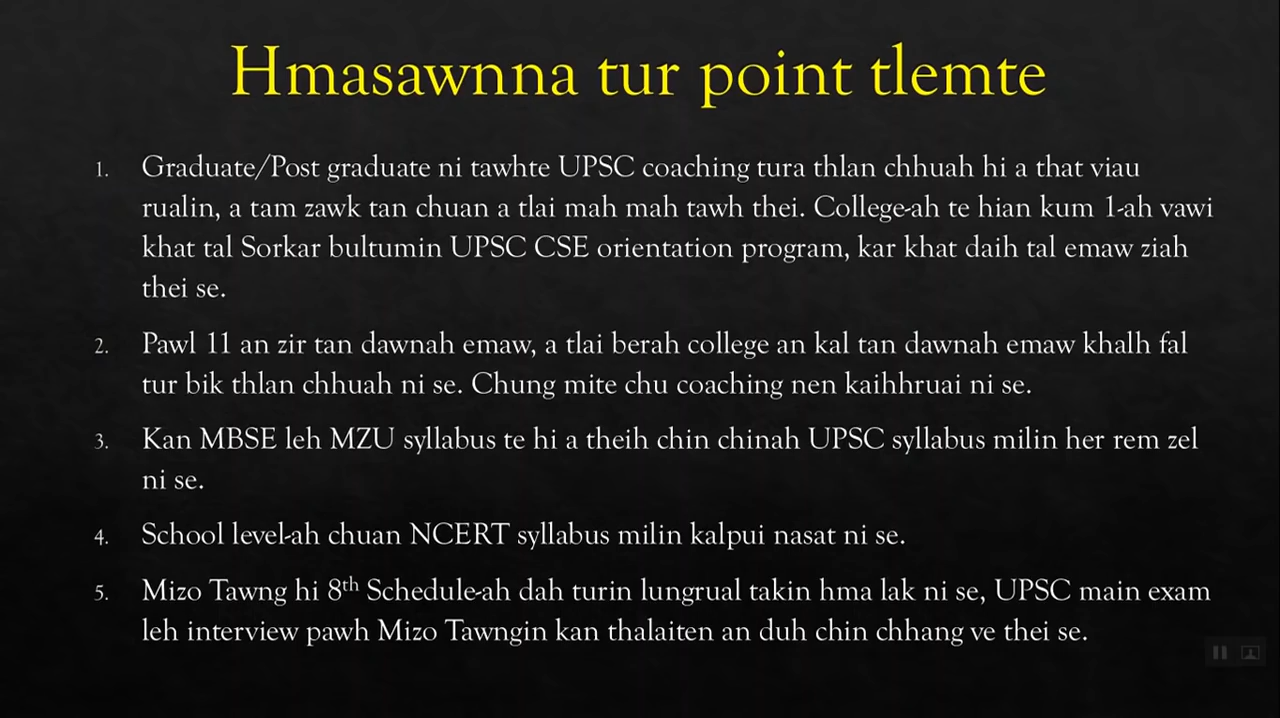 Hmasawnna tur point tlemte
1. Graduate/Post graduate ni tawhte UPSC coaching tura thlan chhuah hi a that viau
rualin, a tam zawk tan chuan a tlai mah mah tawh thei. College-ah te hian kum 1-ah vawi
khat tal Sorkar bultumin UPSC CSE orientation program, kar khat daih tal emaw ziah
thei se.
2. Pawl 11 an zir tan dawnah emaw, a tlai berah college an kal tan dawnah emaw khalh fal
tur bik thlan chhuah ni se. Chung mite chu coaching nen kaihhruai ni se.
3. Kan MBSE leh MZU syllabus te hi a theih chin chinah UPSC syllabus milin her rem zel
ni se.
4. School level-ah chuan NCERT syllabus milin kalpui nasat ni se.
5. Mizo Tawng hi 8th Schedule-ah dah turin lungrual takin hma lak ni se, UPSC main exam
leh interview pawh Mizo Tawngin kan thalaiten an duh chin chhang ve thei se.